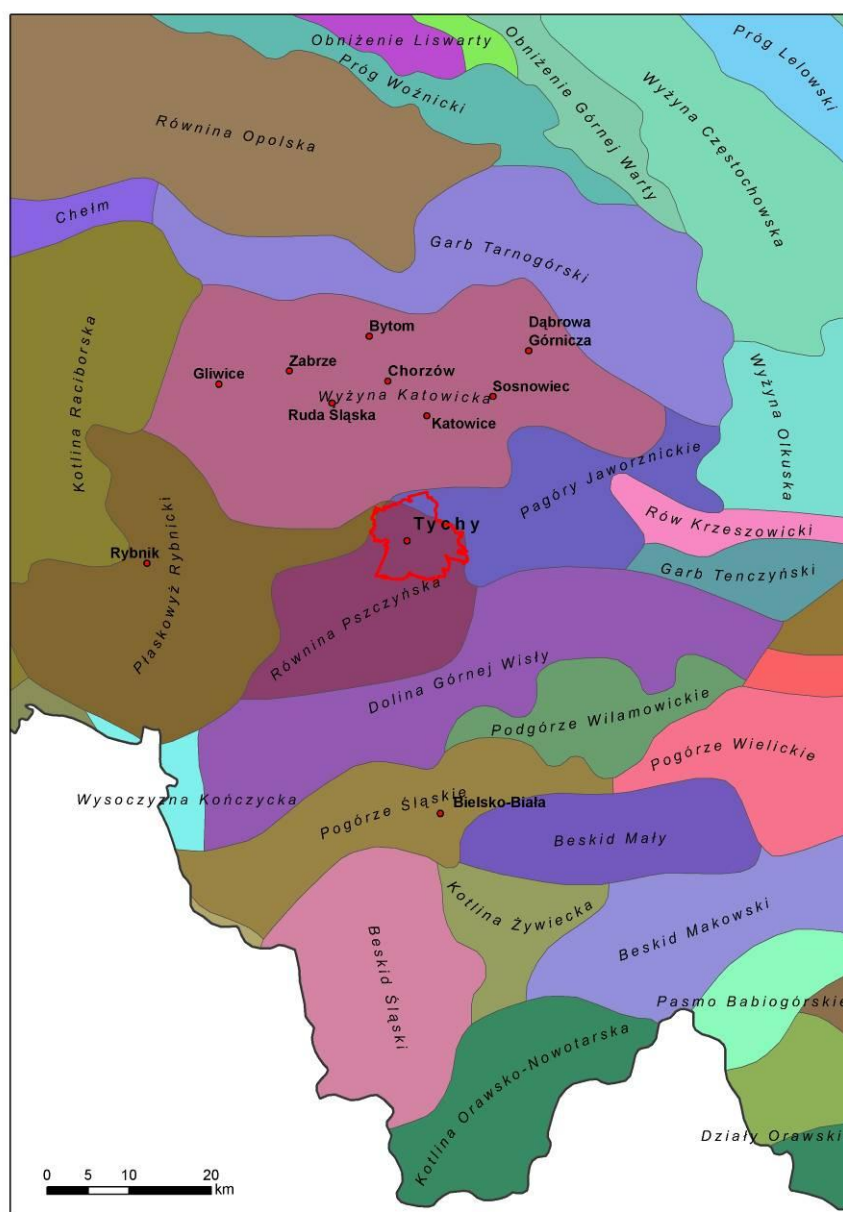 Obniżenie Liswarty
Próg Woźnicki
Obniżenie Górnej Warty
Próg Lelowski
Wyżyna Częstochowska
Równina Opolska
Chełm
Garb Tarnogórski
Kotlina Raciborska
Bytom
Dąbrowa
Górnicza
Zabrze
Gliwice
Chorzów
Wyżyna Katowicka
Sosnowiec
Ruda Śląska
Katowice
Wyżyna Olkuska
Pagóry Jaworznickie
Rów Krzeszowicki
Tychy
Rybnik
Płaskowyż Rybnicki
Garb Tenczyński
Równina Pszczyńska
Dolina Górnej Wisły
Podgórze Wilamowickie
Pogórze Wielickie
Wysoczyzna Kończycka
Pogórze Śląskie
Bielsko-Biała
Beskid Mały
Kotlina Żywiecka
Beskid Makowski
Beskid Śląski
Pasmo Babiogórskie
Kotlina Orawsko-Nowotarska
Działy Orawski
0 5 10 20
km